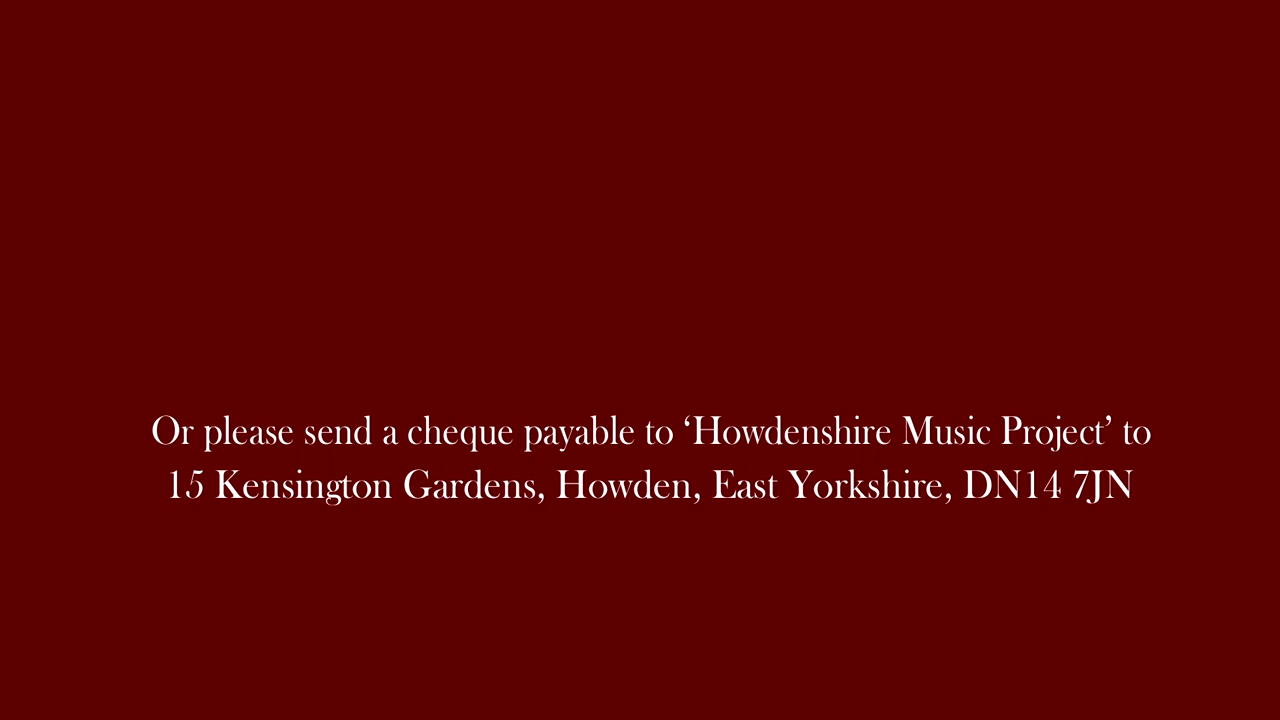 Or please send a cheque payable to ‘Howdenshire Music Project’ to
15 Kensington Gardens, Howden, East Yorkshire, DN14 7JN